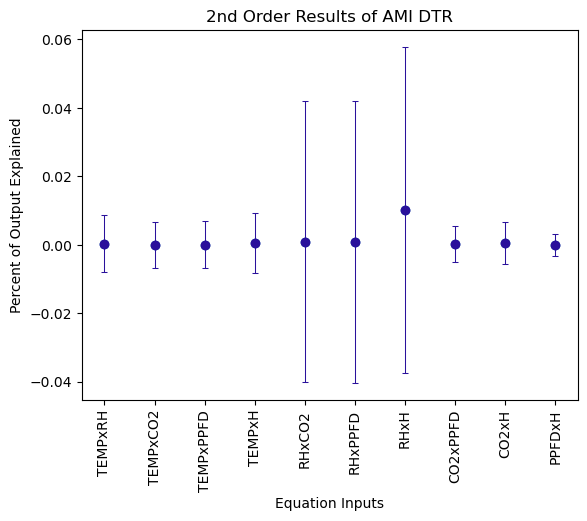 2nd Order Results of AMI DTR
Percent of Output Explained
0.06
0.04
0.02
0.00
−0.02
−0.04
TEMPxRH
TEMPxCO2
TEMPxPPFD
TEMPxH
RHxCO2
RHxPPFD
RHxH
CO2xPPFD
CO2xH
PPFDxH
Equation Inputs